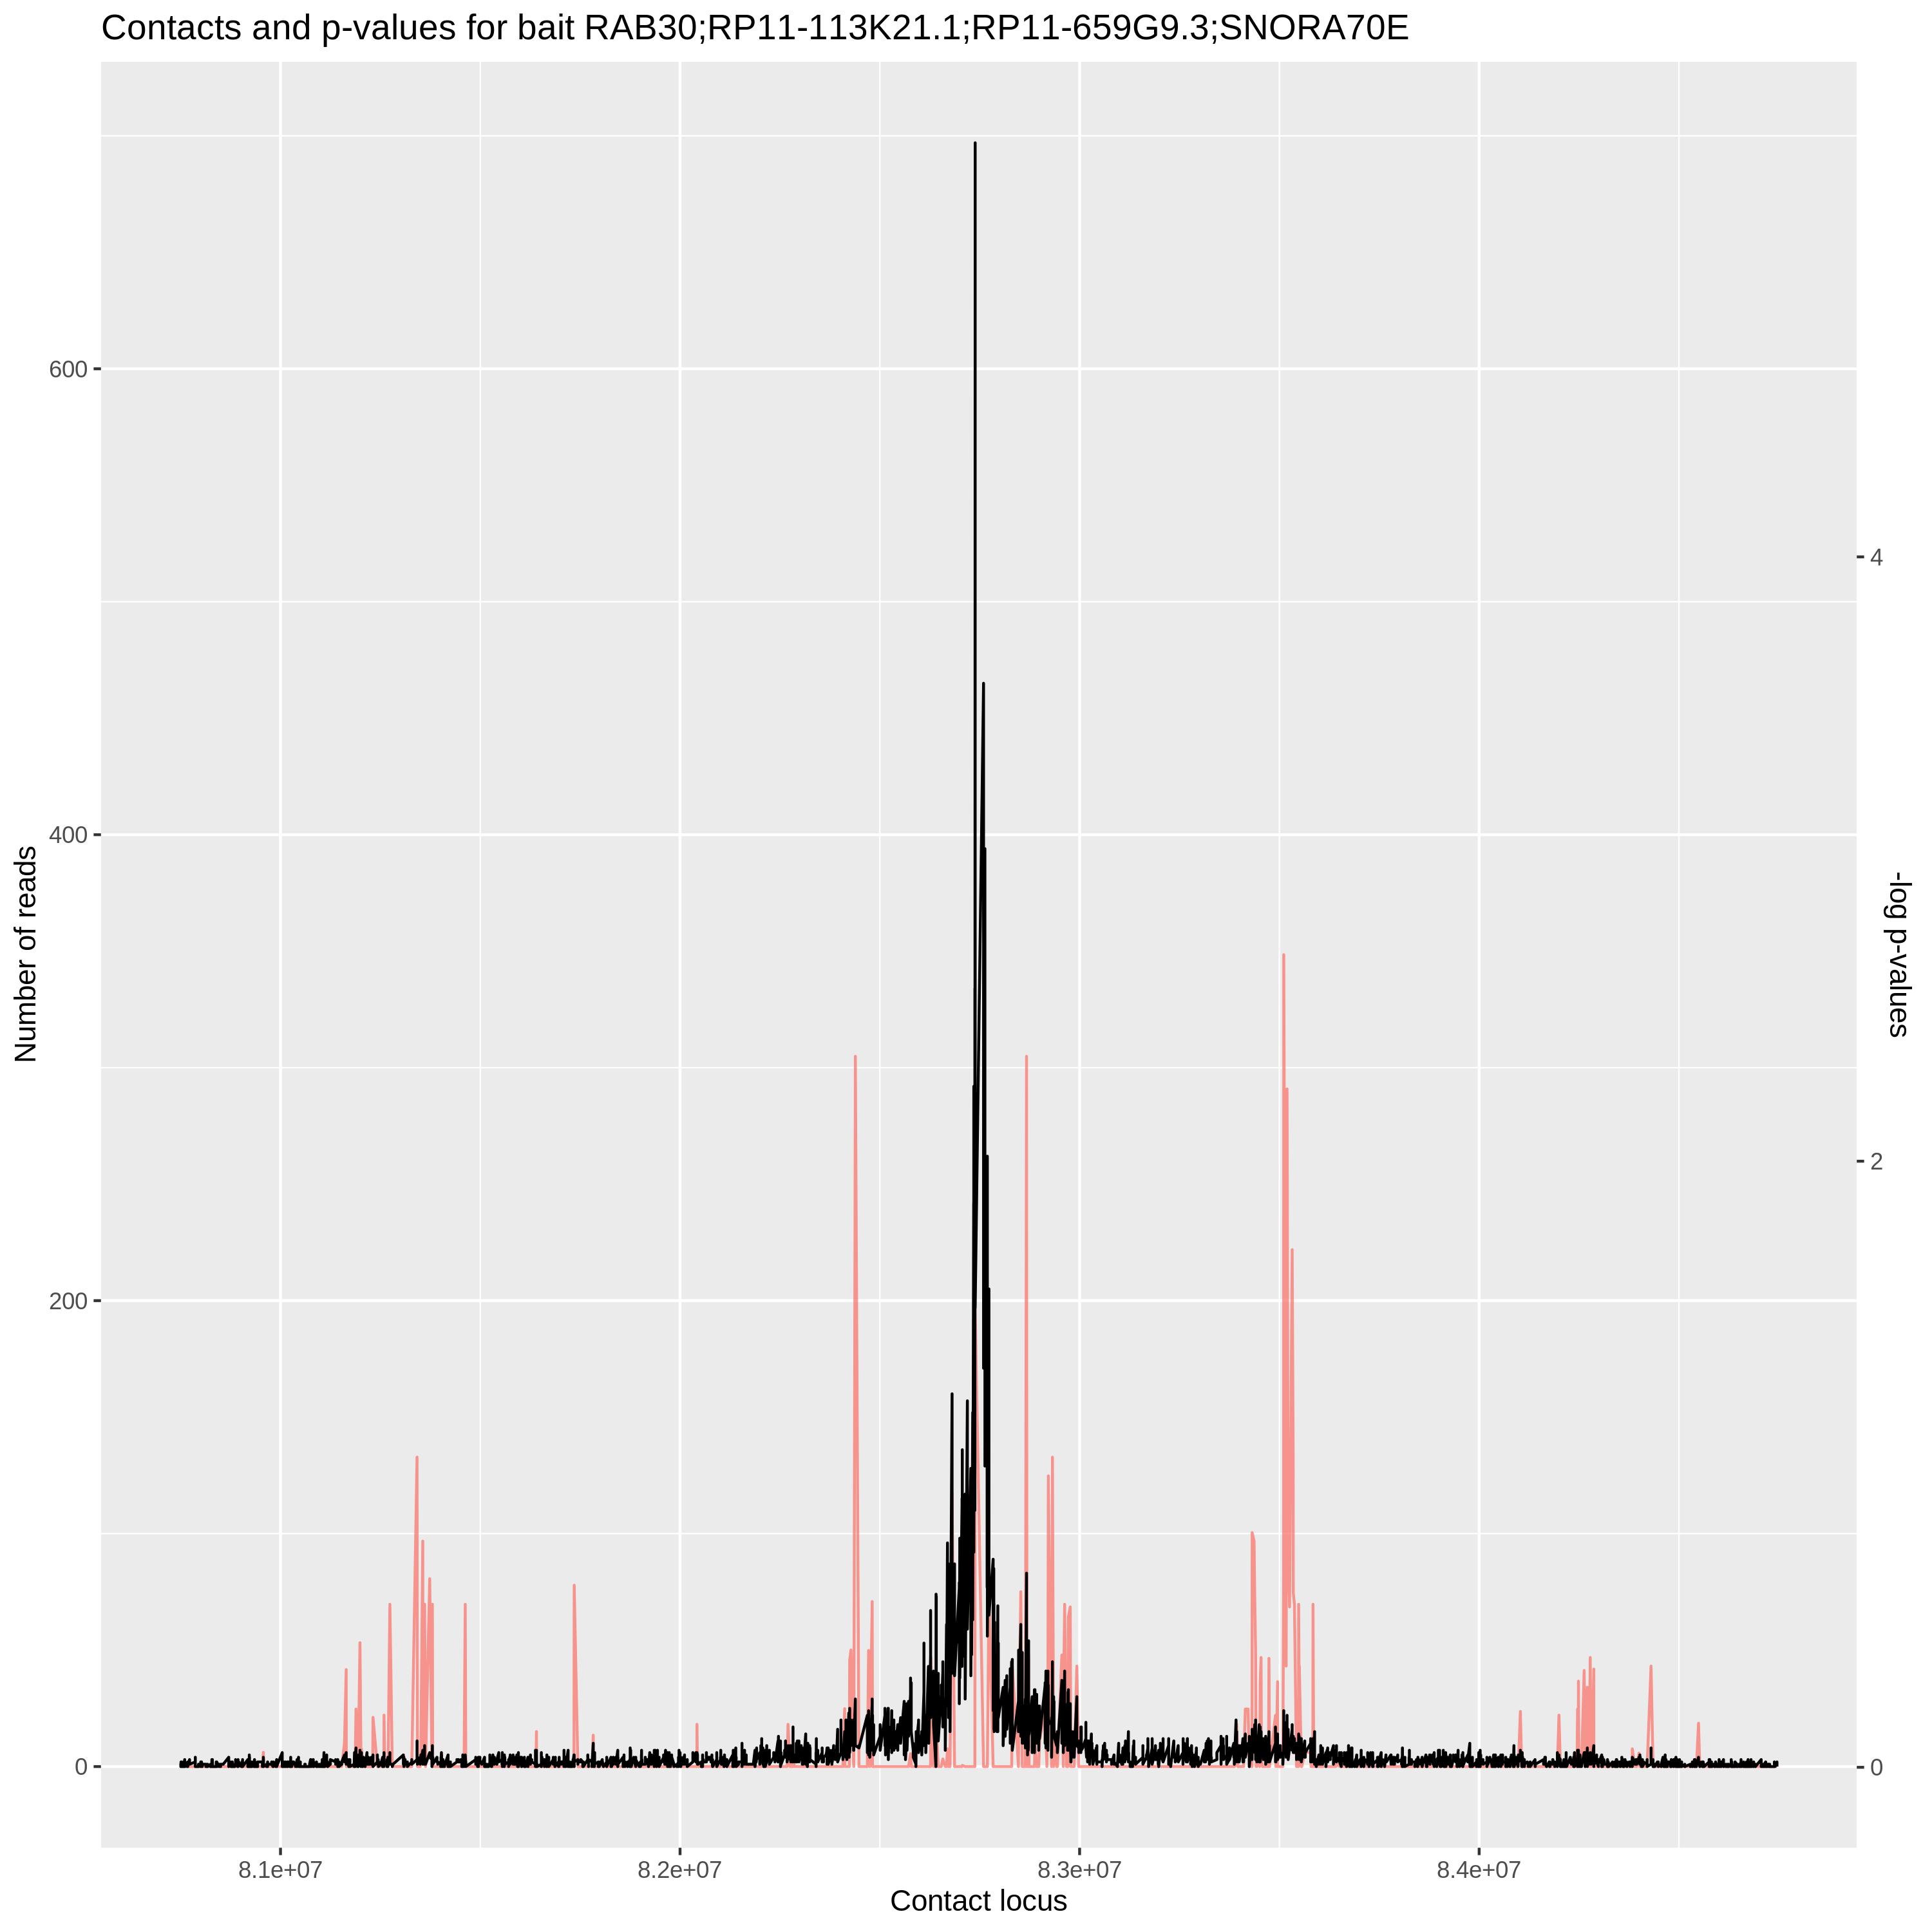 Contacts and p-values for bait RAB30;RP11-113K21.1;RP11-659G9.3;SNORA70E
600
400
200
0
Number of reads
4
2
0
-log p-values
8.1e+07
8.2e+07
8.3e+07
8.4e+07
Contact locus